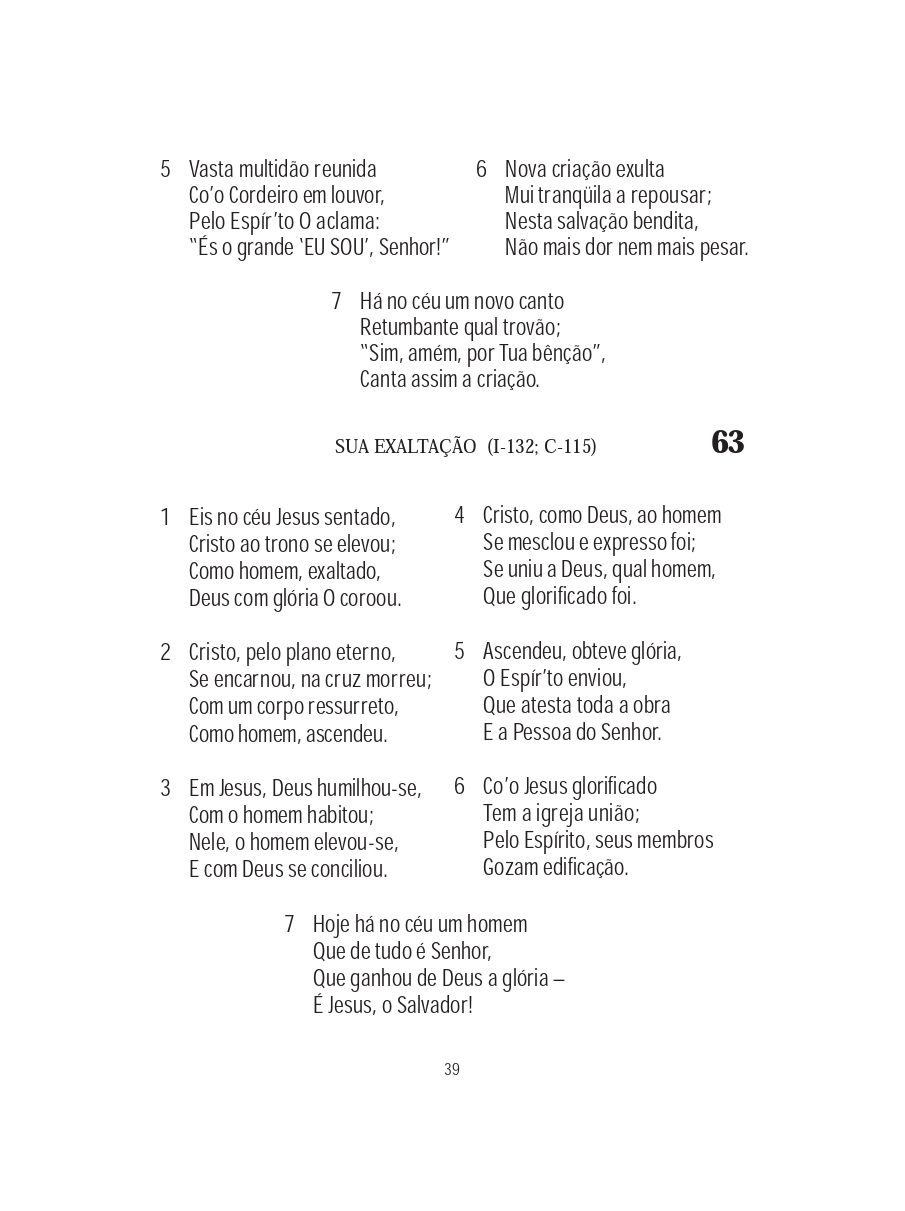 5 Vasta multidão reunida
Co’o Cordeiro em louvor,
Pelo Espír’to O aclama:
“És o grande ‘EU SOU’, Senhor!”
6 Nova criação exulta
Mui tranqüila a repousar;
Nesta salvação bendita,
Não mais dor nem mais pesar.
7 Há no céu um novo canto
Retumbante qual trovão;
“Sim, amém, por Tua bênção”,
Canta assim a criação.
SUA EXALTAÇÃO (I-132; C-115) 63
1 Eis no céu Jesus sentado,
Cristo ao trono se elevou;
Como homem, exaltado,
Deus com glória O coroou.
2 Cristo, pelo plano eterno,
Se encarnou, na cruz morreu;
Com um corpo ressurreto,
Como homem, ascendeu.
3 Em Jesus, Deus humilhou-se,
Com o homem habitou;
Nele, o homem elevou-se,
E com Deus se conciliou.
4 Cristo, como Deus, ao homem
Se mesclou e expresso foi;
Se uniu a Deus, qual homem,
Que glorificado foi.
5 Ascendeu, obteve glória,
O Espír’to enviou,
Que atesta toda a obra
E a Pessoa do Senhor.
6 Co’o Jesus glorificado
Tem a igreja união;
Pelo Espírito, seus membros
Gozam edificação.
7 Hoje há no céu um homem
Que de tudo é Senhor,
Que ganhou de Deus a glória –
É Jesus, o Salvador!
39